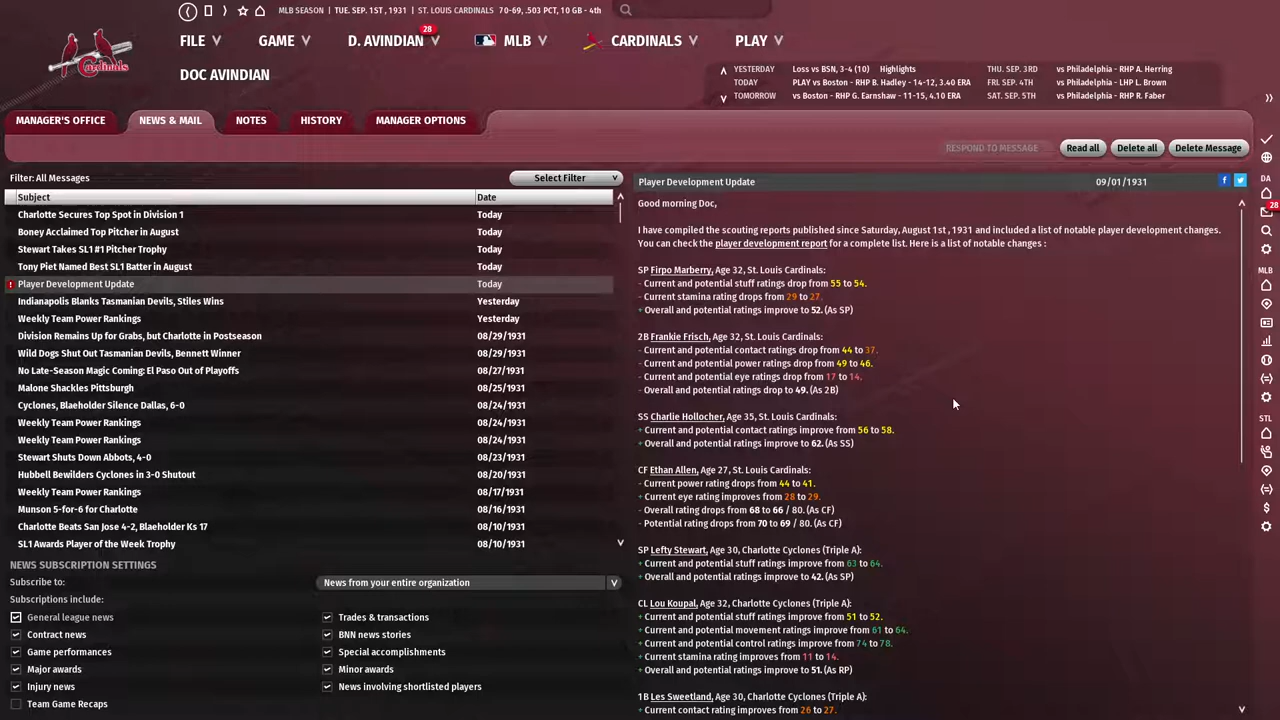 MLB SEASON | TUE. SEP. 1ST , 1931 | ST. LOUIS CARDINALS 70-69, .503 PCT, 10 GB - 4th
FILE GAME D. AVINDIAN 28 MLB CARDINALS PLAY
Cardinals
DOC AVINDIAN
YESTERDAY Loss vs BSN, 3-4 (10) Highlights THU. SEP. 3RD vs Philadelphia - RHP A. Herring
TODAY PLAY vs Boston - RHP B. Hadley - 14-12, 3.40 ERA FRI. SEP. 4TH vs Philadelphia - LHP L. Brown
TOMORROW vs Boston - RHP G. Earnshaw - 11-15, 4.10 ERA SAT. SEP. 5TH vs Philadelphia - RHP R. Faber
MANAGER'S OFFICE NEWS & MAIL NOTES HISTORY MANAGER OPTIONS
RESPOND TO MESSAGE Read all Delete all Delete Message
Filter: All Messages Select Filter
Subject Date
Charlotte Secures Top Spot in Division 1 Today
Boney Acclaimed Top Pitcher in August Today
Stewart Takes SL1 #1 Pitcher Trophy Today
Tony Piet Named Best SL1 Batter in August Today
Player Development Update Today
Indianapolis Blanks Tasmanian Devils, Stiles Wins Yesterday
Weekly Team Power Rankings Yesterday
Division Remains Up for Grabs, but Charlotte in Postseason 08/29/1931
Wild Dogs Shut Out Tasmanian Devils, Bennett Winner 08/29/1931
No Late-Season Magic Coming: El Paso Out of Playoffs 08/27/1931
Malone Shackles Pittsburgh 08/25/1931
Cyclones, Blaeholder Silence Dallas, 6-0 08/24/1931
Weekly Team Power Rankings 08/24/1931
Weekly Team Power Rankings 08/24/1931
Stewart Shuts Down Abbots, 4-0 08/23/1931
Hubbell Bewilders Cyclones in 3-0 Shutout 08/20/1931
Weekly Team Power Rankings 08/17/1931
Munson 5-for-6 for Charlotte 08/16/1931
Charlotte Beats San Jose 4-2, Blaeholder Ks 17 08/10/1931
SL1 Awards Player of the Week Trophy 08/10/1931
NEWS SUBSCRIPTION SETTINGS
Subscribe to: News from your entire organization
Subscriptions include:
General league news Trades & transactions
Contract news BNN news stories
Game performances Special accomplishments
Major awards Minor awards
Injury news News involving shortlisted players
Team Game Recaps
Player Development Update 09/01/1931
Good morning Doc,
I have compiled the scouting reports published since Saturday, August 1st , 1931 and included a list of notable player development changes.
You can check the player development report for a complete list. Here is a list of notable changes :
SP Firpo Marberry, Age 32, St. Louis Cardinals:
- Current and potential stuff ratings drop from 55 to 54.
- Current stamina rating drops from 29 to 27.
+ Overall and potential ratings improve to 52. (As SP)
2B Frankie Frisch, Age 32, St. Louis Cardinals:
- Current and potential contact ratings drop from 44 to 37.
- Current and potential power ratings drop from 49 to 46.
- Current and potential eye ratings drop from 17 to 14.
- Overall and potential ratings drop to 49. (As 2B)
SS Charlie Hollocher, Age 35, St. Louis Cardinals:
+ Current and potential contact ratings improve from 56 to 58.
+ Overall and potential ratings improve to 62. (As SS)
CF Ethan Allen, Age 27, St. Louis Cardinals:
- Current power rating drops from 44 to 41.
+ Current eye rating improves from 28 to 29.
- Overall rating drops from 68 to 66 / 80. (As CF)
- Potential rating drops from 70 to 69 / 80. (As CF)
SP Lefty Stewart, Age 30, Charlotte Cyclones (Triple A):
+ Current and potential stuff ratings improve from 63 to 64.
+ Overall and potential ratings improve to 42. (As SP)
CL Lou Koupal, Age 32, Charlotte Cyclones (Triple A):
+ Current and potential stuff ratings improve from 51 to 52.
+ Current and potential movement ratings improve from 61 to 64.
+ Current and potential control ratings improve from 74 to 78.
+ Current stamina rating improves from 11 to 14.
+ Overall and potential ratings improve to 51. (As RP)
1B Les Sweetland, Age 30, Charlotte Cyclones (Triple A):
+ Current contact rating improves from 26 to 27.
DA
28
MLB
STL